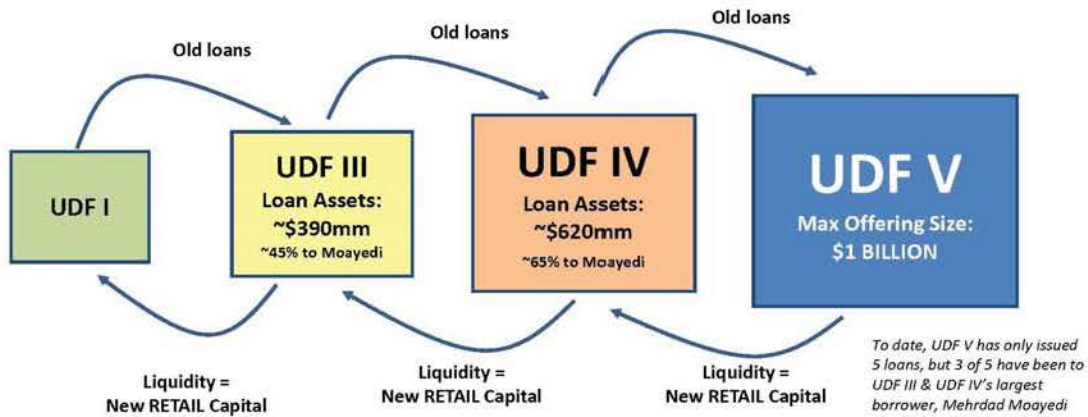 Old loans
Old loans
Old loans
UDF I
UDF III
Loan Assets:
~$390mm
~45% to Moayedi
UDF IV
Loan Assets:
~$620mm
~65% to Moayedi
UDF V
Max Offering Size:
$1 BILLION
Liquidity =
New RETAIL Capital
Liquidity =
New RETAIL Capital
Liquidity =
New RETAIL Capital
To date, UDF V has only issued
5 loans, but 3 of 5 have been to
UDF III & UDF IV's largest
borrower, Mehrdad Moayedi